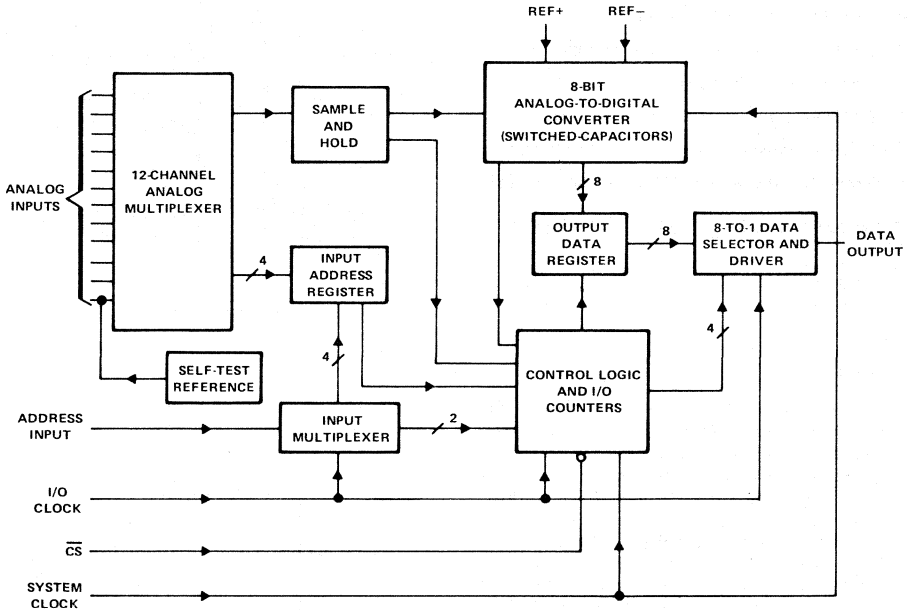 REF+ REF−
8-BIT
ANALOG-TO-DIGITAL
CONVERTER
(SWITCHED-CAPACITORS)
SAMPLE
AND
HOLD
12-CHANNEL
ANALOG
MULTIPLEXER
ANALOG
INPUTS
8
OUTPUT
DATA
REGISTER
8
8-TO-1 DATA
SELECTOR AND
DRIVER
DATA
OUTPUT
4
INPUT
ADDRESS
REGISTER
4
4
SELF-TEST
REFERENCE
CONTROL LOGIC
AND I/O
COUNTERS
ADDRESS
INPUT
INPUT
MULTIPLEXER
2
I/O
CLOCK
CS
SYSTEM
CLOCK